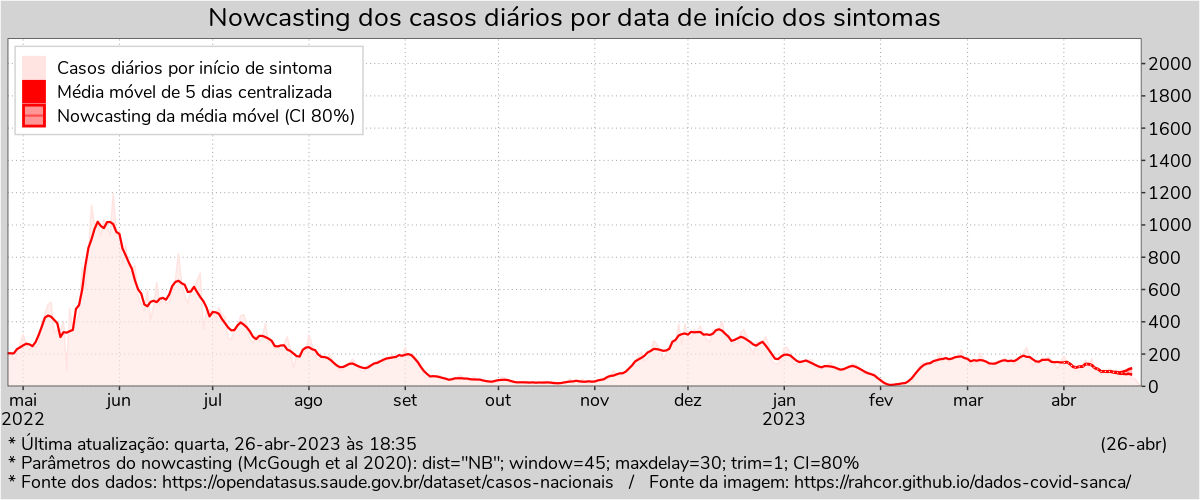 Nowcasting dos casos diários por data de início dos sintomas
Casos diários por início de sintoma
Média móvel de 5 dias centralizada
Nowcasting da média móvel (CI 80%)
2000
1800
1600
1400
1200
1000
800
600
400
200
0
mai jun jul ago set out nov dez jan fev mar abr
2022 2023
* Última atualização: quarta, 26-abr-2023 às 18:35 (26-abr)
* Parâmetros do nowcasting (McGough et al 2020): dist="NB"; window=45; maxdelay=30; trim=1; CI=80%
* Fonte dos dados: https://opendatasus.saude.gov.br/dataset/casos-nacionais / Fonte da imagem: https://rahcor.github.io/dados-covid-sanca/